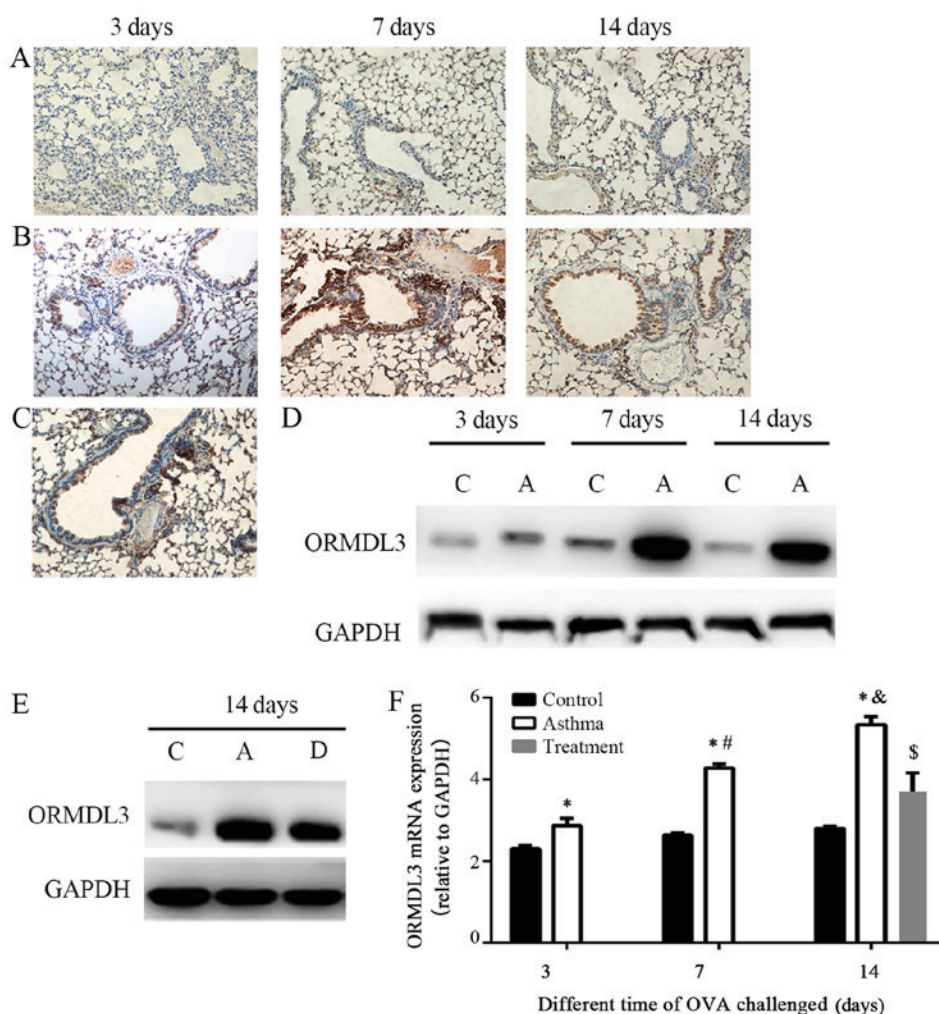 3 days 7 days 14 days
A
B
C
D
3 days 7 days 14 days
C A C A C A
ORMDL3
GAPDH
E
14 days
C A D
ORMDL3
GAPDH
F
ORMDL3 mRNA expression
(relative to GAPDH)
6
4
2
0
Control
Asthma
Treatment
*
* #
* &
$
3 7 14
Different time of OVA challenged (days)